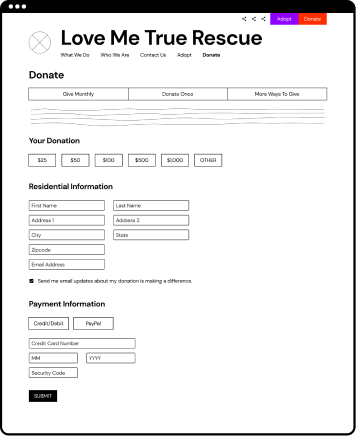 Adopt Donate
Love Me True Rescue
What We Do Who We Are Contact Us Adopt Donate
Donate
Give Monthly Donate Once More Ways To Give
Your Donation
$25 $50 $100 $500 $1,000 OTHER
Residential Information
First Name Last Name
Address 1 Address 2
City State
Zipcode
Email Address
Send me email updates about my donation is making a difference.
Payment Information
Credit/Debit PayPal
Credit Card Number
MM YYYY
Security Code
SUBMIT